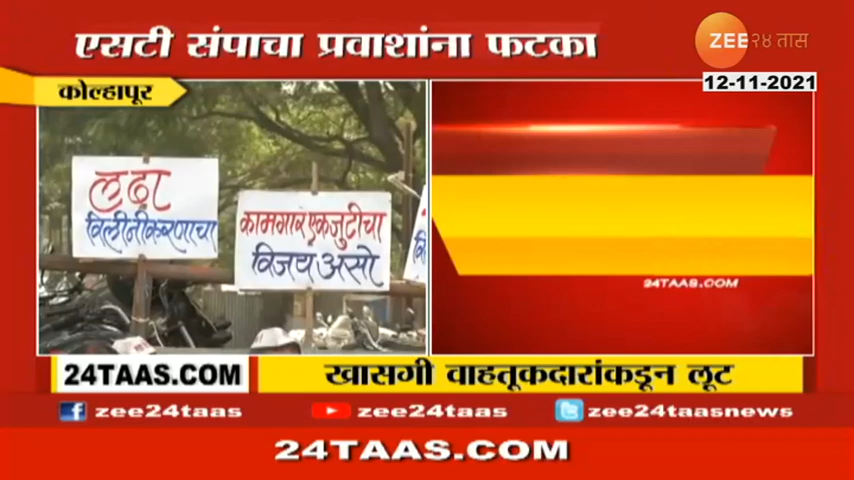 एसटी संपाचा प्रवाशांना फटका
ZEE २४ तास
12-11-2021
कोल्हापूर
लढा
विलीनीकरणाचा
कामगार एकजुटीचा
विजय असो
24TAAS.COM
24TAAS.COM
खासगी वाहतूकदारांकडून लूट
zee24taas
zee24taas
zee24taasnews
24TAAS.COM